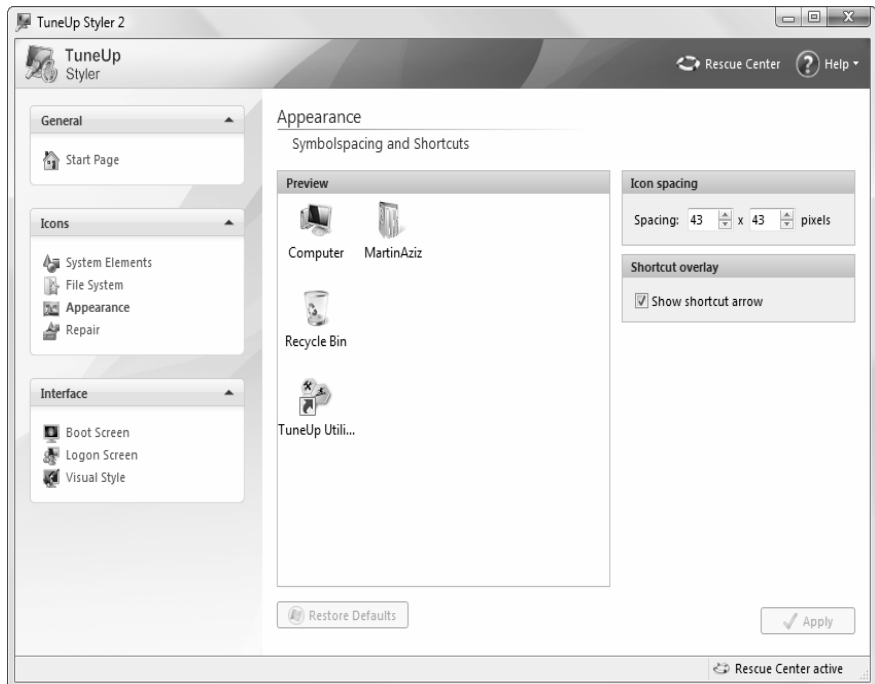 TuneUp Styler 2
TuneUp
Styler
Rescue Center
Help
General
Start Page
Icons
System Elements
File System
Appearance
Repair
Interface
Boot Screen
Logon Screen
Visual Style
Appearance
Symbolspacing and Shortcuts
Preview
Computer MartinAziz
Recycle Bin
TuneUp Utili...
Icon spacing
Spacing: 43 x 43 pixels
Shortcut overlay
Show shortcut arrow
Restore Defaults
Apply
Rescue Center active